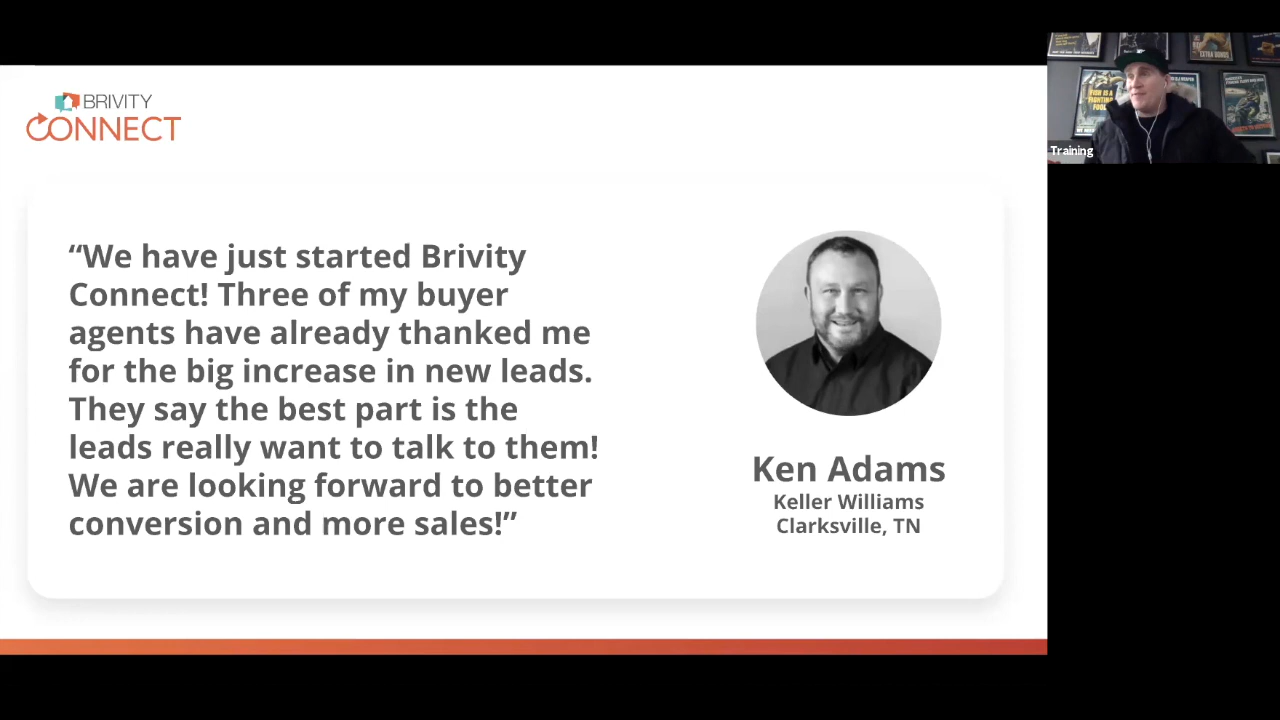 BRIVITY
CONNECT
“We have just started Brivity
Connect! Three of my buyer
agents have already thanked me
for the big increase in new leads.
They say the best part is the
leads really want to talk to them!
We are looking forward to better
conversion and more sales!”
Ken Adams
Keller Williams
Clarksville, TN
EXTRA BONDS
Training